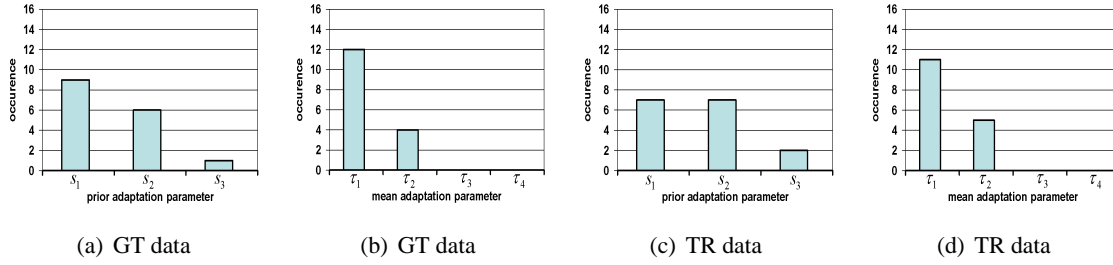 16
14
12
10
8
6
4
2
0
occurence
s1 s2 s3
prior adaptation parameter
(a) GT data
16
14
12
10
8
6
4
2
0
occurence
τ1 τ2 τ3 τ4
mean adaptation parameter
(b) GT data
16
14
12
10
8
6
4
2
0
occurence
s1 s2 s3
prior adaptation parameter
(c) TR data
16
14
12
10
8
6
4
2
0
occurence
τ1 τ2 τ3 τ4
mean adaptation parameter
(d) TR data